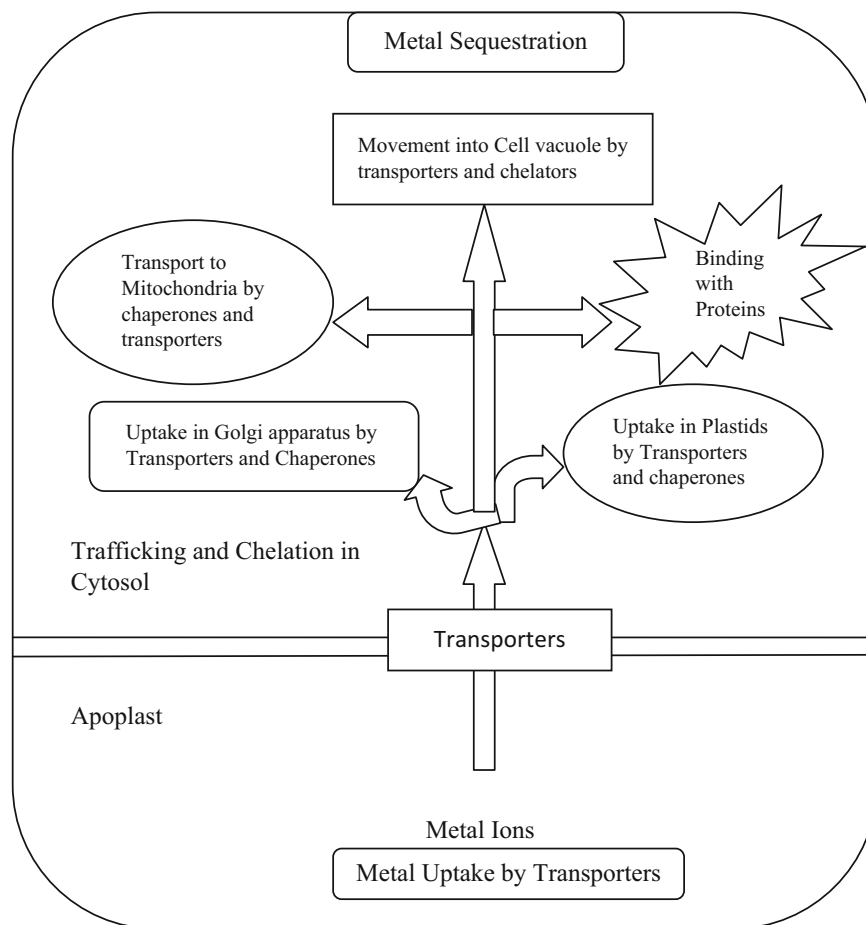 Metal Sequestration
Movement into Cell vacuole by
transporters and chelators
Transport to
Mitochondria by
chaperones and
transporters
Binding
with
Proteins
Uptake in Golgi apparatus by
Transporters and Chaperones
Uptake in Plastids
by Transporters
and chaperones
Trafficking and Chelation in
Cytosol
Transporters
Apoplast
Metal Ions
Metal Uptake by Transporters